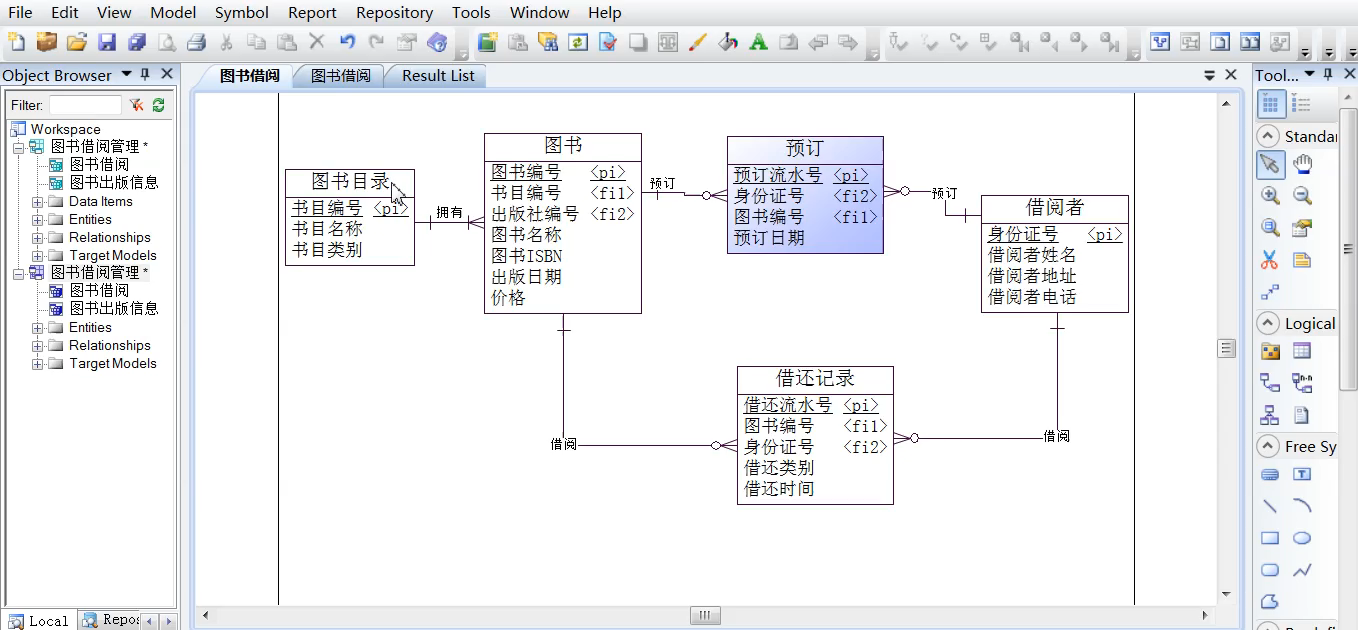 File Edit View Model Symbol Report Repository Tools Window Help
Object Browser
Filter:
Workspace
图书借阅管理 *
图书借阅
图书出版信息
Data Items
Entities
Relationships
Target Models
图书借阅管理 *
图书借阅
图书出版信息
Entities
Relationships
Target Models
Local
图书借阅 图书借阅 Result List
图书目录
书目编号 <pi>
书目名称
书目类别
拥有
图书
图书编号 <pi>
书目编号 <fi1>
出版社编号 <fi2>
图书名称
图书ISBN
出版日期
价格
预订
预订
预订流水号 <pi>
身份证号 <fi2>
图书编号 <fi1>
预订日期
预订
借阅者
身份证号 <pi>
借阅者姓名
借阅者地址
借阅者电话
借还记录
借还流水号 <pi>
图书编号 <fi1>
身份证号 <fi2>
借还类别
借还时间
借阅
借阅
Tool...
Standar
Logical
Free Sy